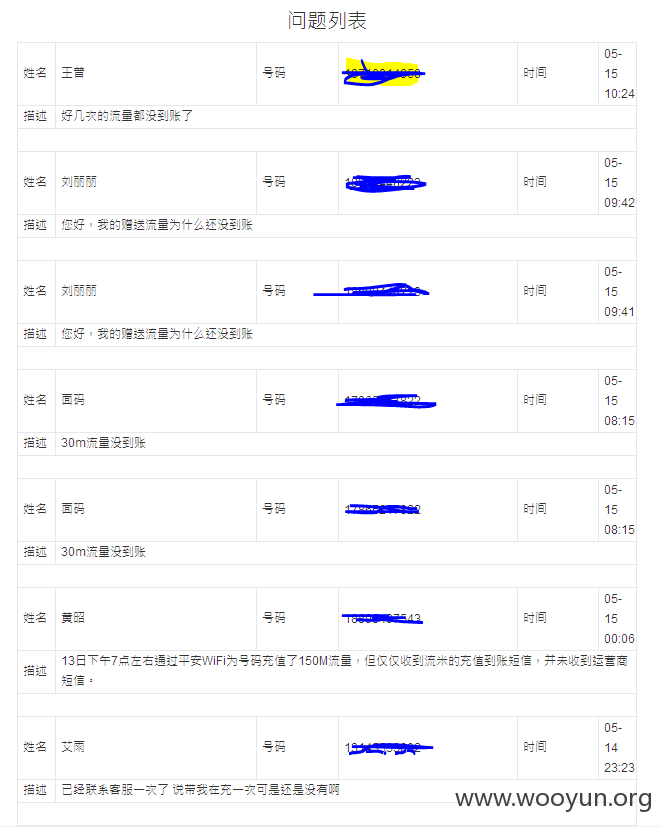 问题列表
姓名 王普 号码 时间 05-15 10:24
描述 好几次的流量都没到账了
姓名 刘丽丽 号码 时间 05-15 09:42
描述 您好，我的赠送流量为什么还没到账
姓名 刘丽丽 号码 时间 05-15 09:41
描述 您好，我的赠送流量为什么还没到账
姓名 面码 号码 时间 05-15 08:15
描述 30m流量没到账
姓名 面码 号码 时间 05-15 08:15
描述 30m流量没到账
姓名 黄昭 号码 时间 05-15 00:06
描述 13日下午7点左右通过平安WiFi为号码充值了150M流量，但仅仅收到流米的充值到账短信，并未收到运营商
短信。
姓名 艾雨 号码 时间 05-14 23:23
描述 已经联系客服一次了 说带我在充一次可是还是没有啊
www.wooyun.org